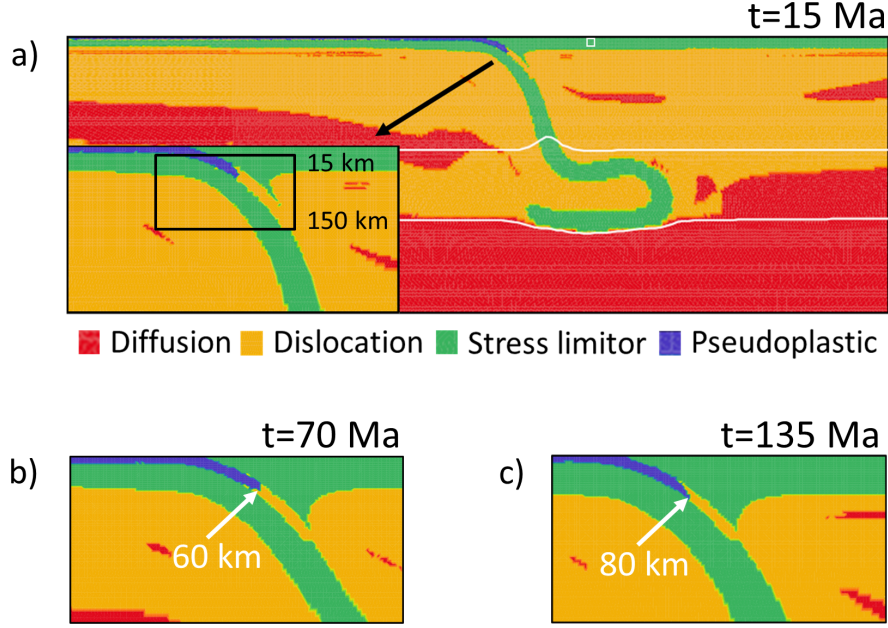 t=15 Ma
a)
15 km
150 km
Diffusion Dislocation Stress limitor Pseudoplastic
t=70 Ma t=135 Ma
b) c)
60 km 80 km